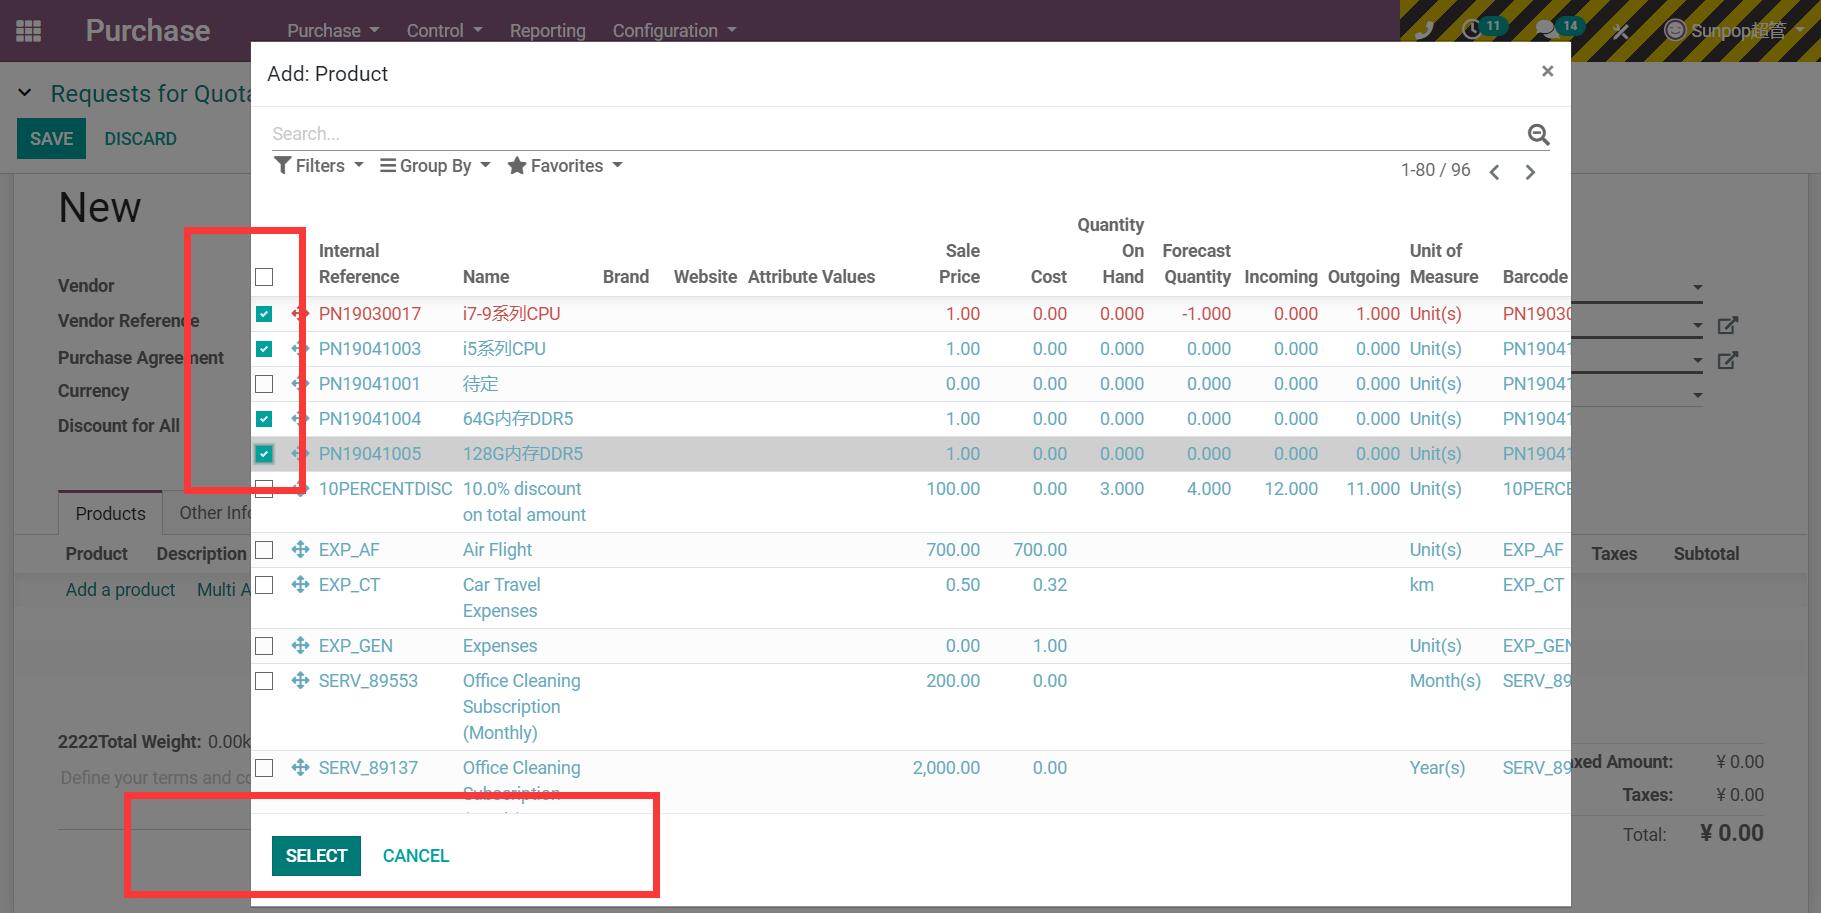 Purchase
Purchase Control Reporting Configuration
11 14 Sunpop超管
Add: Product ×
Requests for Quota
SAVE DISCARD
Search...
Filters Group By Favorites 1-80 / 96
New
Internal Reference Name Brand Website Attribute Values Sale Price Cost Quantity On Hand Forecast Quantity Incoming Outgoing Unit of Measure Barcode
PN19030017 i7-9系列CPU 1.00 0.00 0.000 -1.000 0.000 1.000 Unit(s) PN19030
PN19041003 i5系列CPU 1.00 0.00 0.000 0.000 0.000 0.000 Unit(s) PN19041
PN19041001 待定 0.00 0.00 0.000 0.000 0.000 0.000 Unit(s) PN19041
PN19041004 64G内存DDR5 1.00 0.00 0.000 0.000 0.000 0.000 Unit(s) PN19041
PN19041005 128G内存DDR5 1.00 0.00 0.000 0.000 0.000 0.000 Unit(s) PN19041
10PERCENTDISC 10.0% discount 100.00 0.00 3.000 4.000 12.000 11.000 Unit(s) 10PERCE
on total amount
EXP_AF Air Flight 700.00 700.00 Unit(s) EXP_AF
EXP_CT Car Travel 0.50 0.32 km EXP_CT
Expenses
EXP_GEN Expenses 0.00 1.00 Unit(s) EXP_GEN
SERV_89553 Office Cleaning 200.00 0.00 Month(s) SERV_89
Subscription
(Monthly)
SERV_89137 Office Cleaning 2,000.00 0.00 Year(s) SERV_89
Subscription
SELECT CANCEL
Vendor
Vendor Reference
Purchase Agreement
Currency
Discount for All
Products Other Info
Product Description Taxes Subtotal
Add a product Multi A
2222Total Weight: 0.00k
Define your terms and co
xed Amount: ¥ 0.00
Taxes: ¥ 0.00
Total: ¥ 0.00